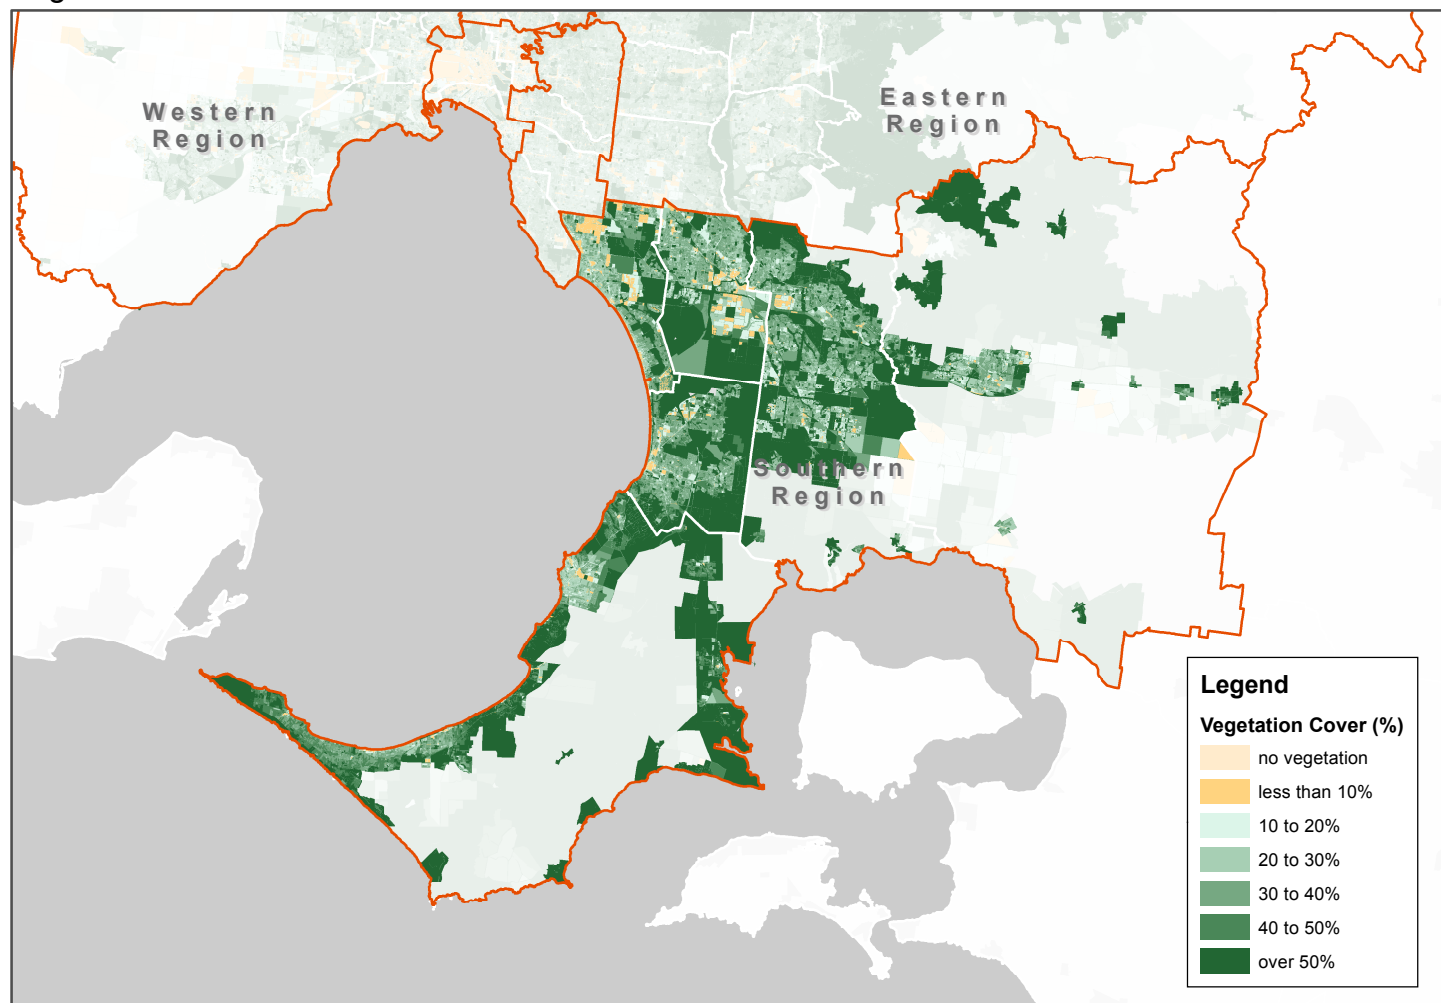 Western
Region
Eastern
Region
Southern
Region
Legend
Vegetation Cover (%)
no vegetation
less than 10%
10 to 20%
20 to 30%
30 to 40%
40 to 50%
over 50%